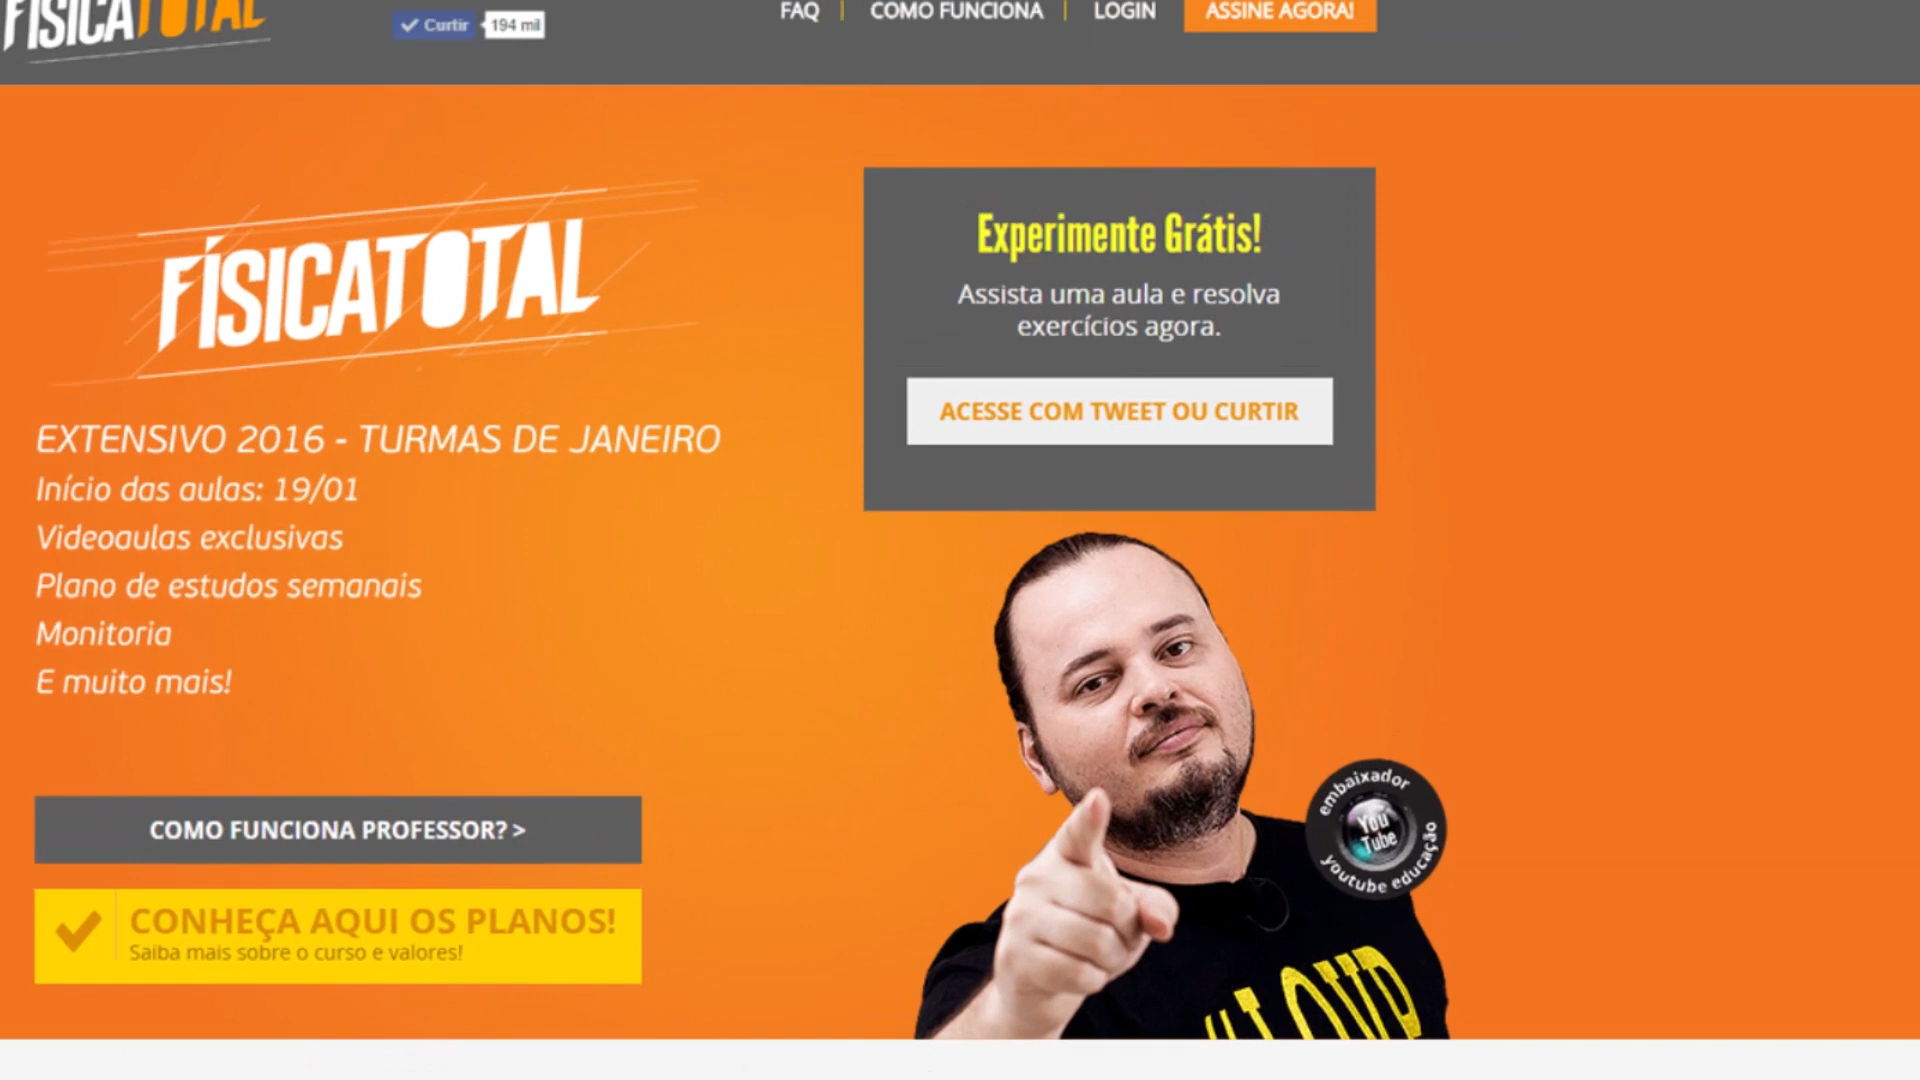 FÍSICATOTAL
Curtir 194 mil
FAQ | COMO FUNCIONA | LOGIN ASSINE AGORA!
FÍSICATOTAL
EXTENSIVO 2016 - TURMAS DE JANEIRO
Início das aulas: 19/01
Videoaulas exclusivas
Plano de estudos semanais
Monitoria
E muito mais!
COMO FUNCIONA PROFESSOR? >
CONHEÇA AQUI OS PLANOS!
Saiba mais sobre o curso e valores!
Experimente Grátis!
Assista uma aula e resolva
exercícios agora.
ACESSE COM TWEET OU CURTIR
embaixador
You
Tube
youtube educação